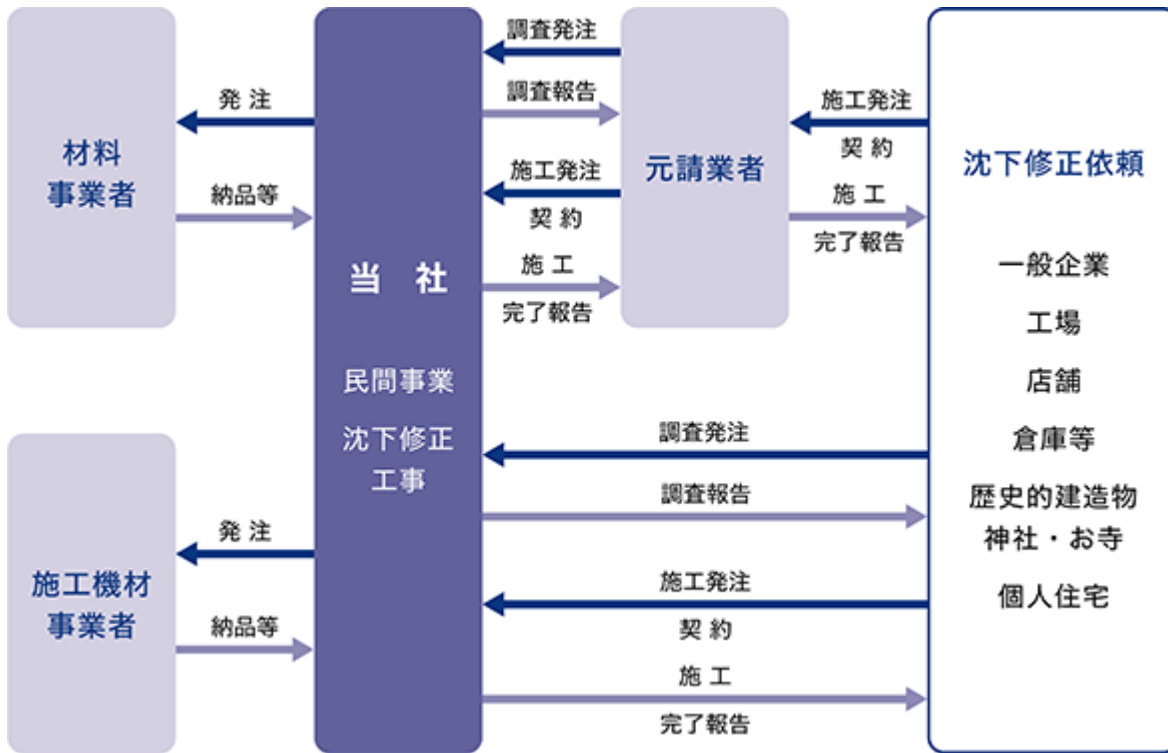 材料
事業者
発 注
納品等
施工機材
事業者
発 注
納品等
当 社
民間事業
沈下修正
工事
調査発注
調査報告
施工発注
契 約
施 工
完了報告
元請業者
施工発注
契 約
施 工
完了報告
調査発注
調査報告
施工発注
契 約
施 工
完了報告
沈下修正依頼
一般企業
工場
店舗
倉庫等
歴史的建造物
神社・お寺
個人住宅